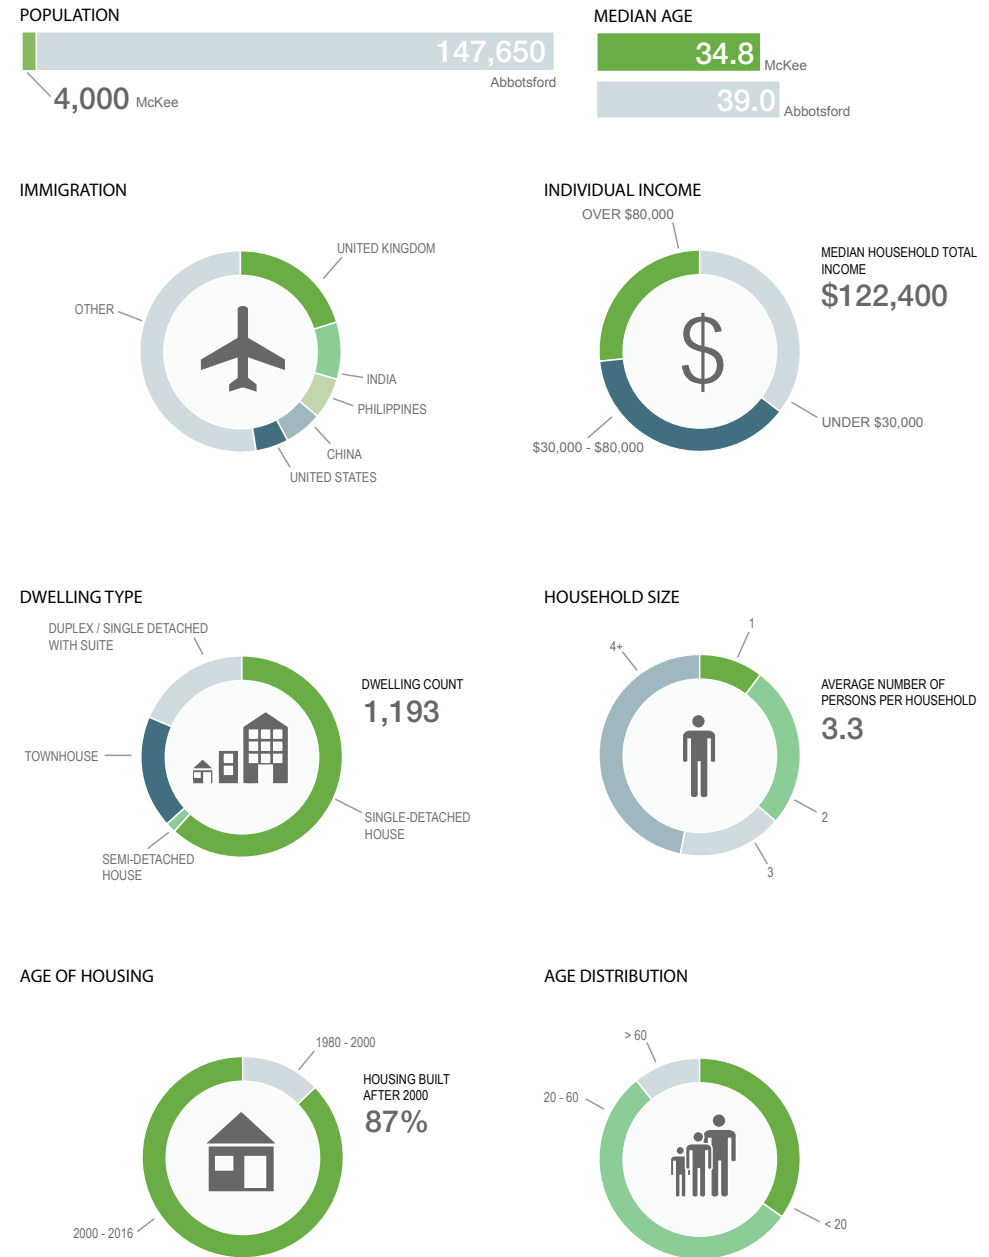 POPULATION
147,650
Abbotsford
4,000 McKee
MEDIAN AGE
34.8 McKee
39.0 Abbotsford
IMMIGRATION
UNITED KINGDOM
OTHER
INDIA
PHILIPPINES
CHINA
UNITED STATES
INDIVIDUAL INCOME
OVER $80,000
MEDIAN HOUSEHOLD TOTAL
INCOME
$122,400
$
UNDER $30,000
$30,000 - $80,000
DWELLING TYPE
DUPLEX / SINGLE DETACHED
WITH SUITE
DWELLING COUNT
1,193
TOWNHOUSE
SINGLE-DETACHED
HOUSE
SEMI-DETACHED
HOUSE
HOUSEHOLD SIZE
1
4+
AVERAGE NUMBER OF
PERSONS PER HOUSEHOLD
3.3
2
3
AGE OF HOUSING
1980 - 2000
HOUSING BUILT
AFTER 2000
87%
2000 - 2016
AGE DISTRIBUTION
> 60
20 - 60
< 20